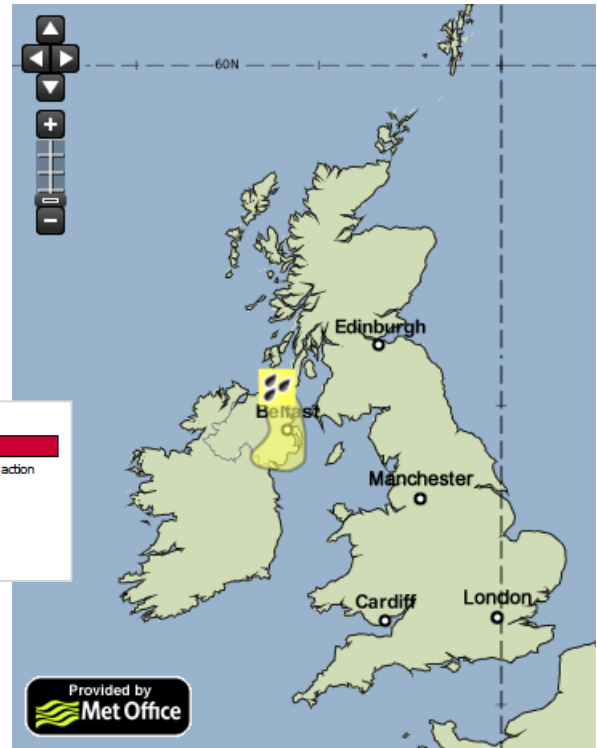 60N
Edinburgh
Belfast
action
Manchester
Cardiff
London
Provided by
Met Office